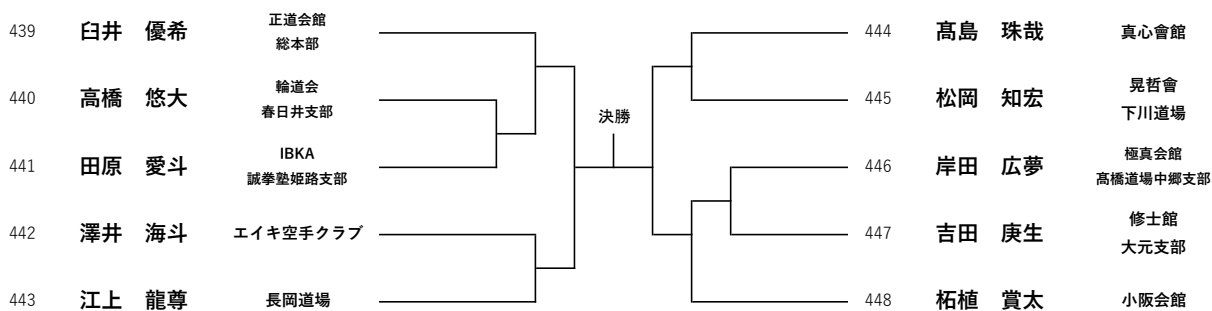 439 臼井 優希 正道会館
総本部
440 高橋 悠大 輪道会
春日井支部
441 田原 愛斗 IBKA
誠拳塾姫路支部
442 澤井 海斗 エイキ空手クラブ
443 江上 龍尊 長岡道場
決勝
444 髙島 珠哉 真心會館
445 松岡 知宏 晃哲會
下川道場
446 岸田 広夢 極真会館
髙橋道場中郷支部
447 吉田 庚生 修士館
大元支部
448 柘植 賞太 小阪会館